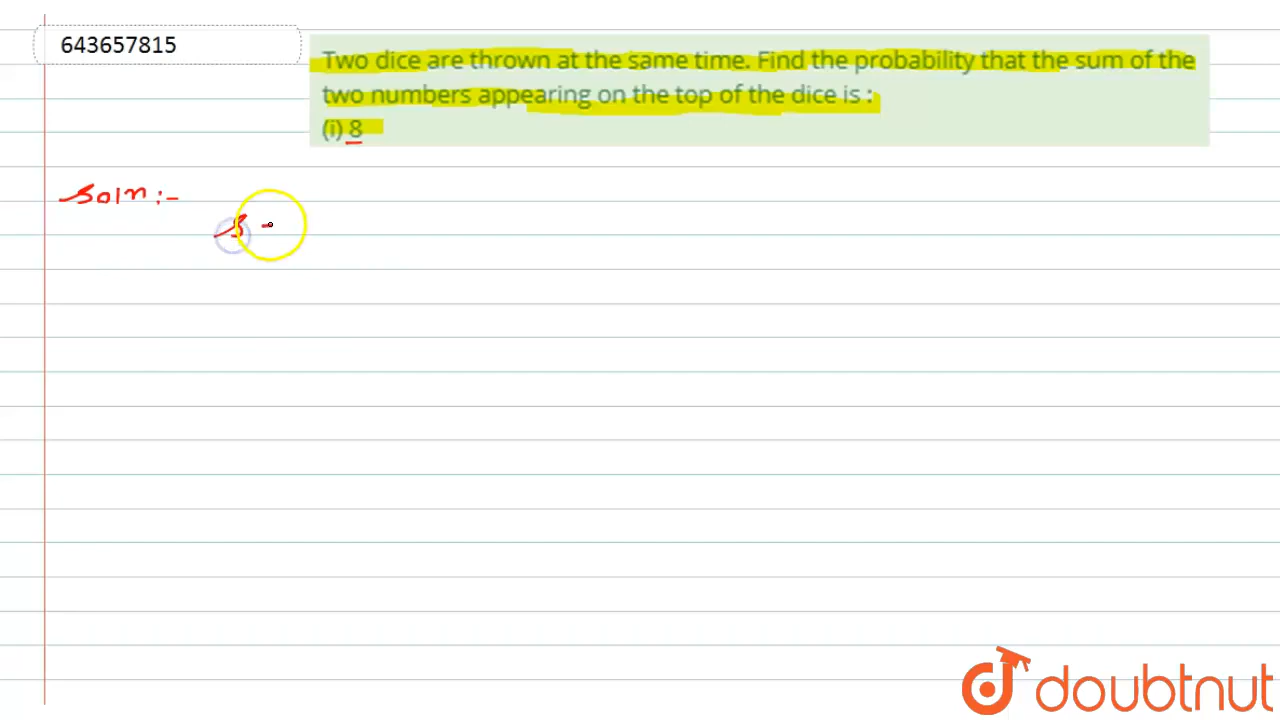 643657815
Two dice are thrown at the same time. Find the probability that the sum of the
two numbers appearing on the top of the dice is :
(i) 8
Soln :-
S -
doubtnut